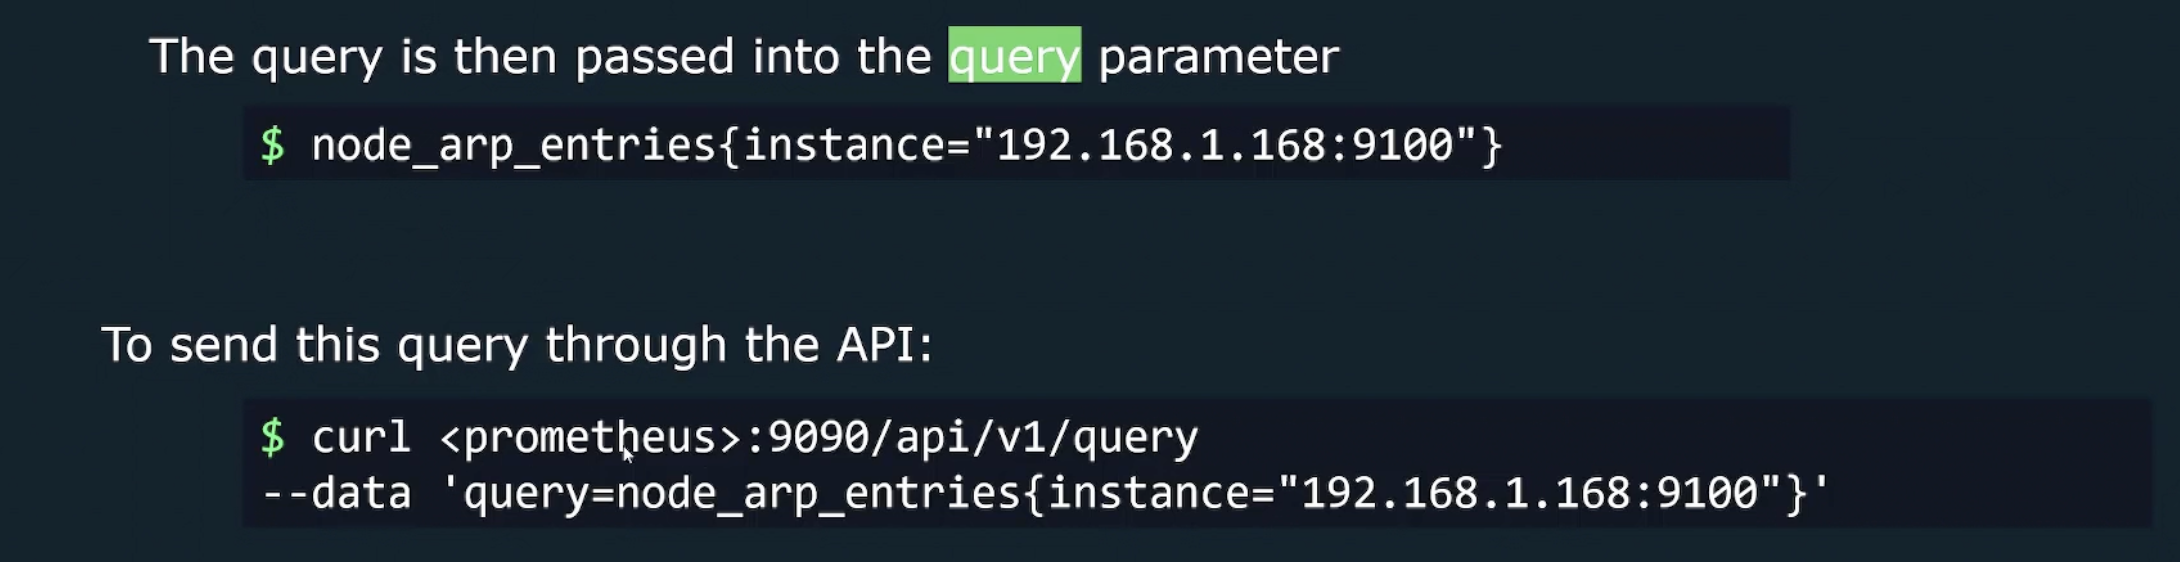 The query is then passed into the query parameter
$ node_arp_entries{instance="192.168.1.168:9100"}
To send this query through the API:
$ curl <prometheus>:9090/api/v1/query
--data 'query=node_arp_entries{instance="192.168.1.168:9100"}'